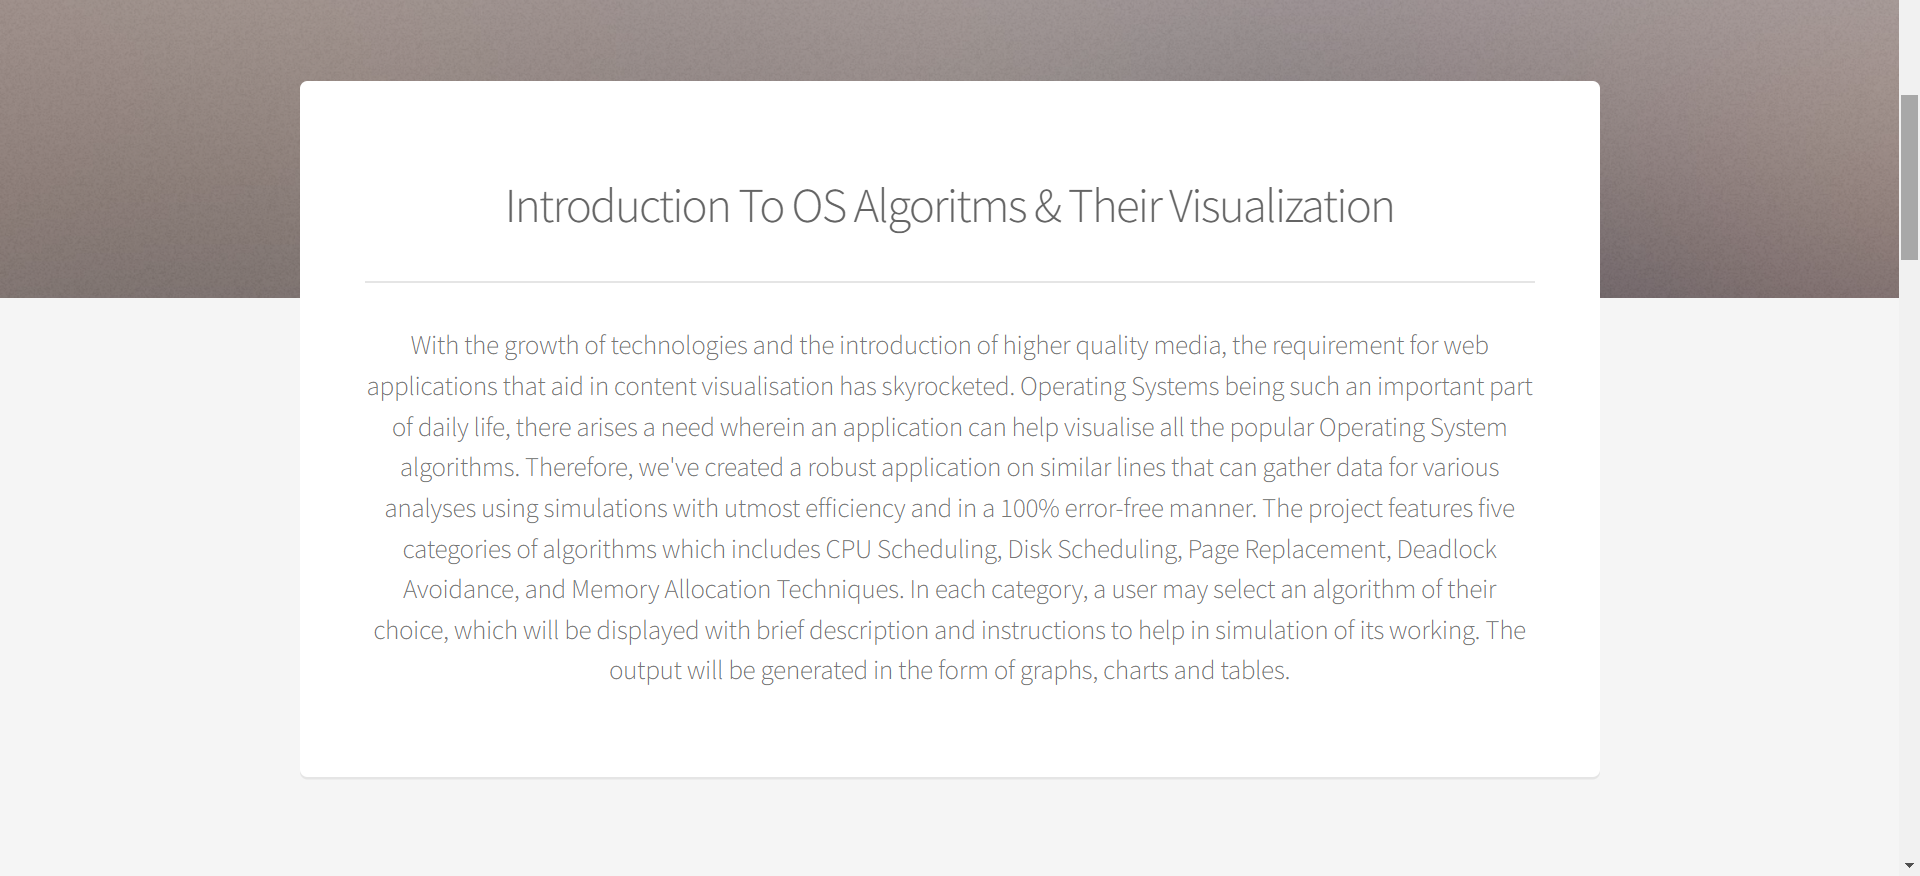 Introduction To OS Algoritms & Their Visualization
With the growth of technologies and the introduction of higher quality media, the requirement for web
applications that aid in content visualisation has skyrocketed. Operating Systems being such an important part
of daily life, there arises a need wherein an application can help visualise all the popular Operating System
algorithms. Therefore, we've created a robust application on similar lines that can gather data for various
analyses using simulations with utmost efficiency and in a 100% error-free manner. The project features five
categories of algorithms which includes CPU Scheduling, Disk Scheduling, Page Replacement, Deadlock
Avoidance, and Memory Allocation Techniques. In each category, a user may select an algorithm of their
choice, which will be displayed with brief description and instructions to help in simulation of its working. The
output will be generated in the form of graphs, charts and tables.